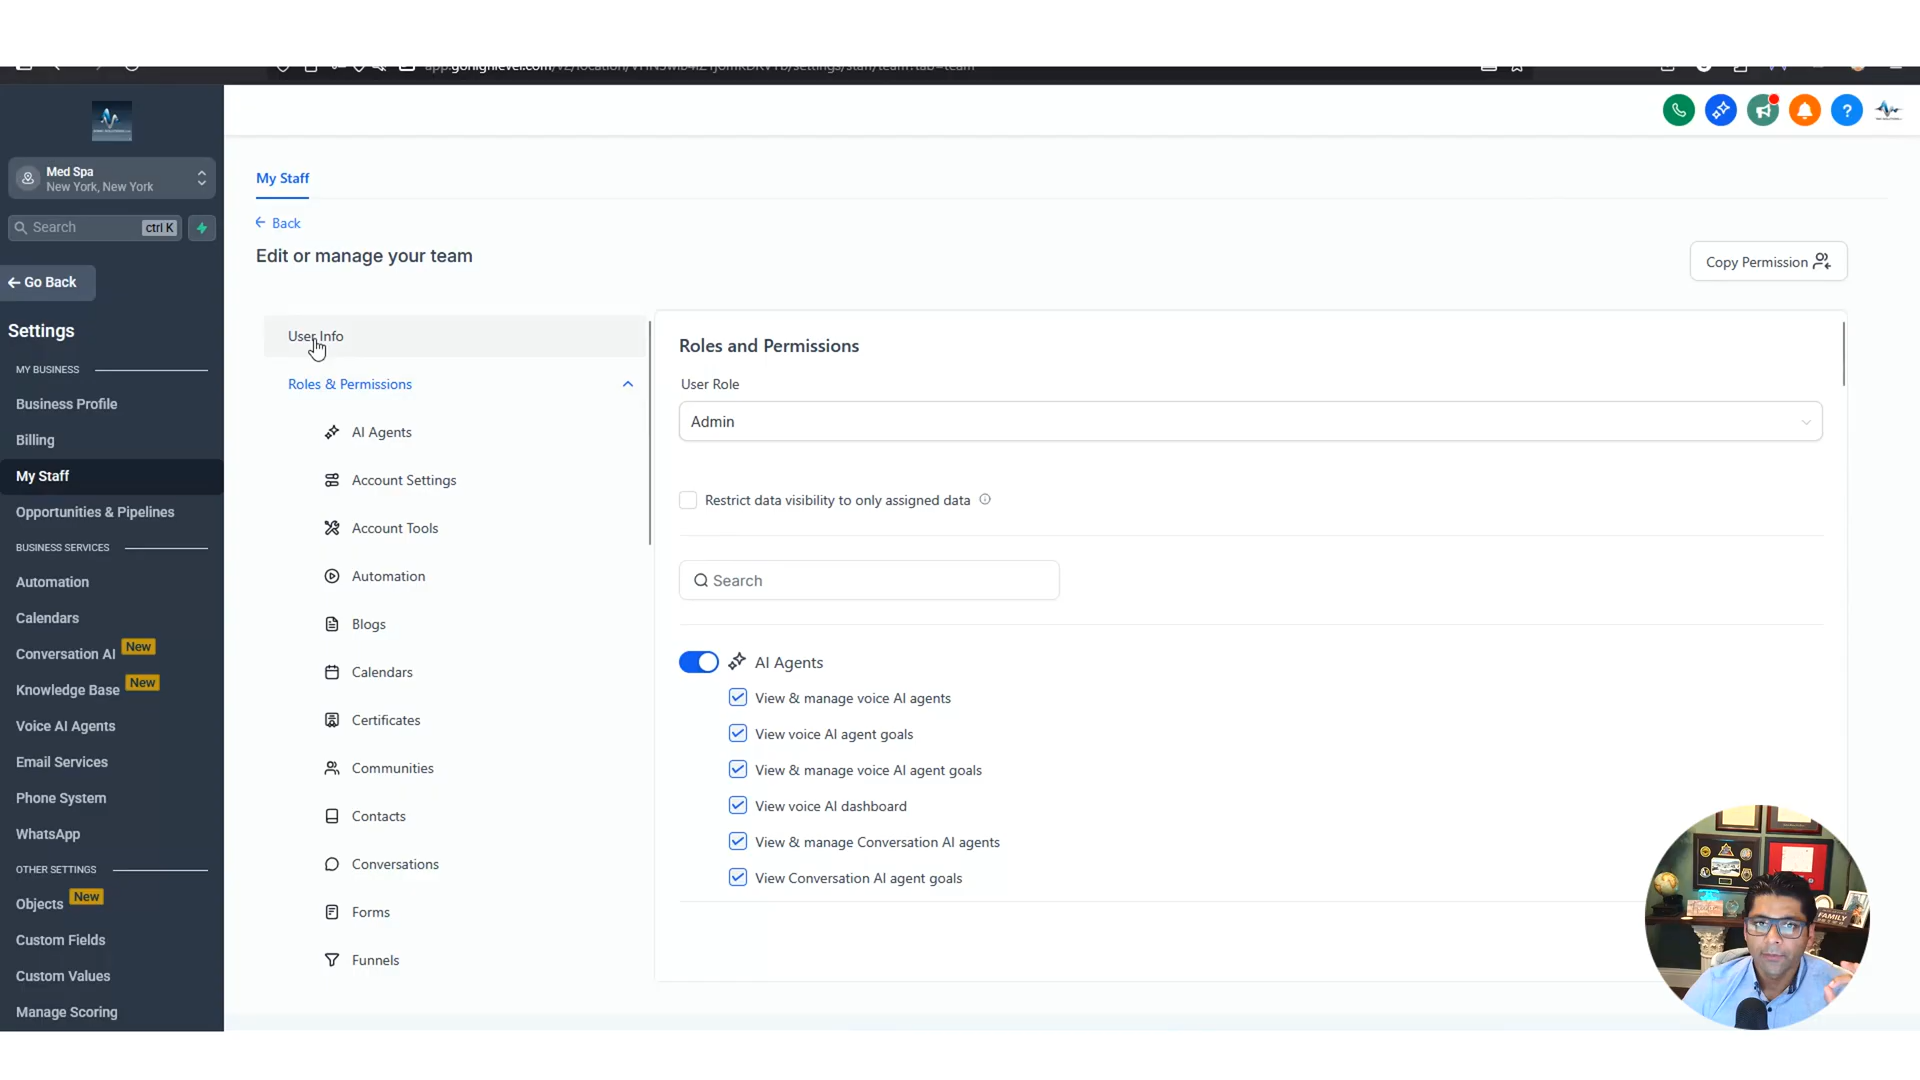 Med Spa
New York, New York
Search
ctrl K
Go Back
Settings
MY BUSINESS
Business Profile
Billing
My Staff
Opportunities & Pipelines
BUSINESS SERVICES
Automation
Calendars
Conversation AI New
Knowledge Base New
Voice AI Agents
Email Services
Phone System
WhatsApp
OTHER SETTINGS
Objects New
Custom Fields
Custom Values
Manage Scoring
My Staff
Back
Edit or manage your team
Copy Permission
User Info
Roles & Permissions
AI Agents
Account Settings
Account Tools
Automation
Blogs
Calendars
Certificates
Communities
Contacts
Conversations
Forms
Funnels
Roles and Permissions
User Role
Admin
Restrict data visibility to only assigned data
Search
AI Agents
View & manage voice AI agents
View voice AI agent goals
View & manage voice AI agent goals
View voice AI dashboard
View & manage Conversation AI agents
View Conversation AI agent goals
FAMILY